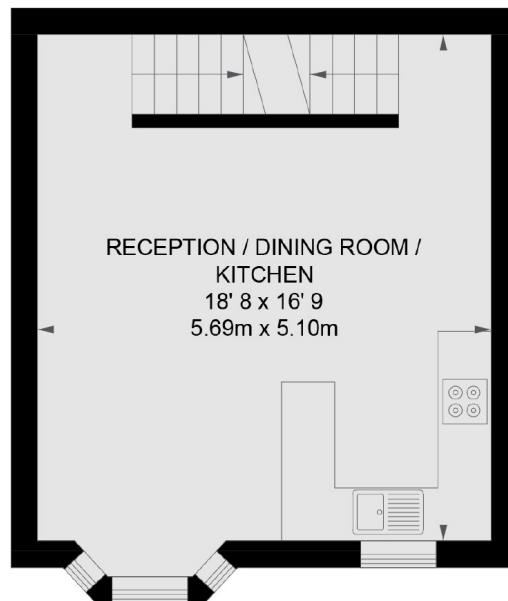 RECEPTION / DINING ROOM /
KITCHEN
18' 8 x 16' 9
5.69m x 5.10m